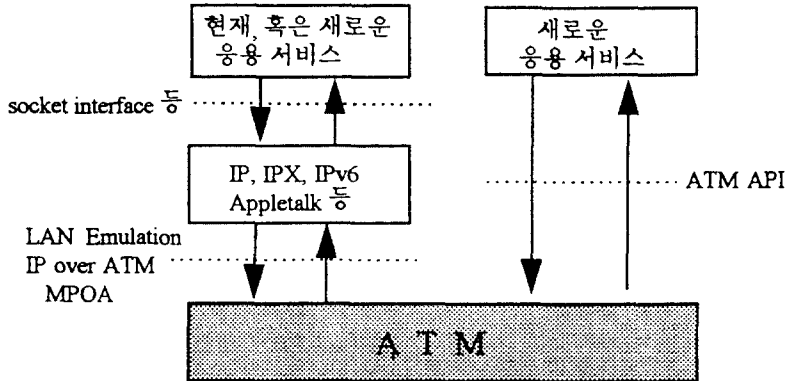 현재, 혹은 새로운
응용 서비스
새로운
응용 서비스
socket interface 등
IP, IPX, IPv6
Appletalk 등
ATM API
LAN Emulation
IP over ATM
MPOA
A T M